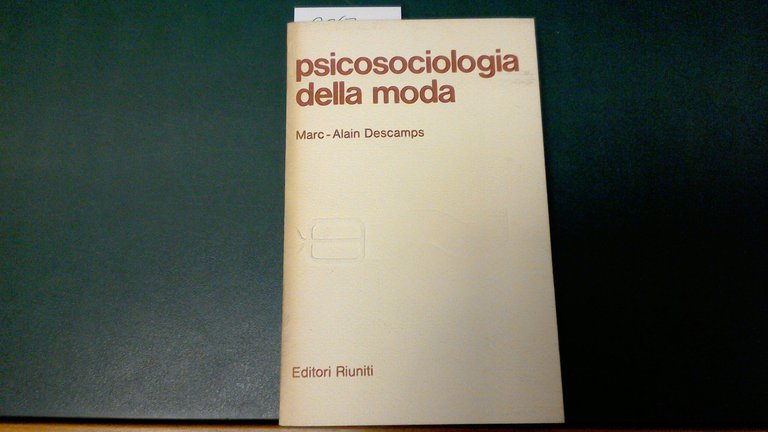 psicosociologia
della moda
Marc-Alain Descamps
Editori Riuniti